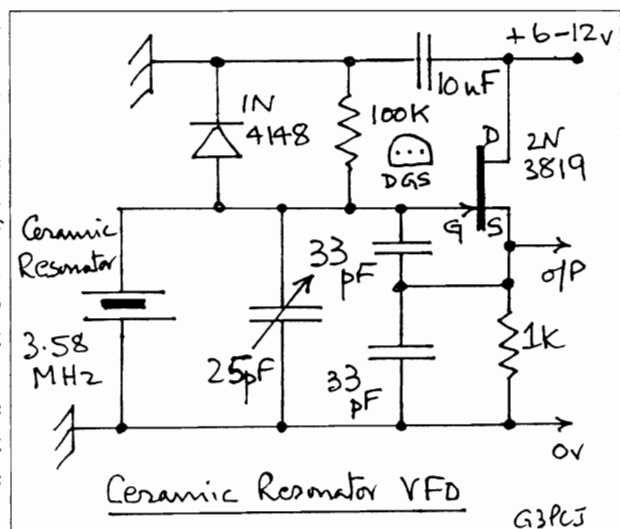 +6-12v
10nF
1N
4148
100K
DGS
D
2N
3819
G
S
Ceramic
Resonator
33
pF
O/P
3.58
MHz
25pF
33
pF
1K
0v
Ceramic Resonator VFO
G3PCJ